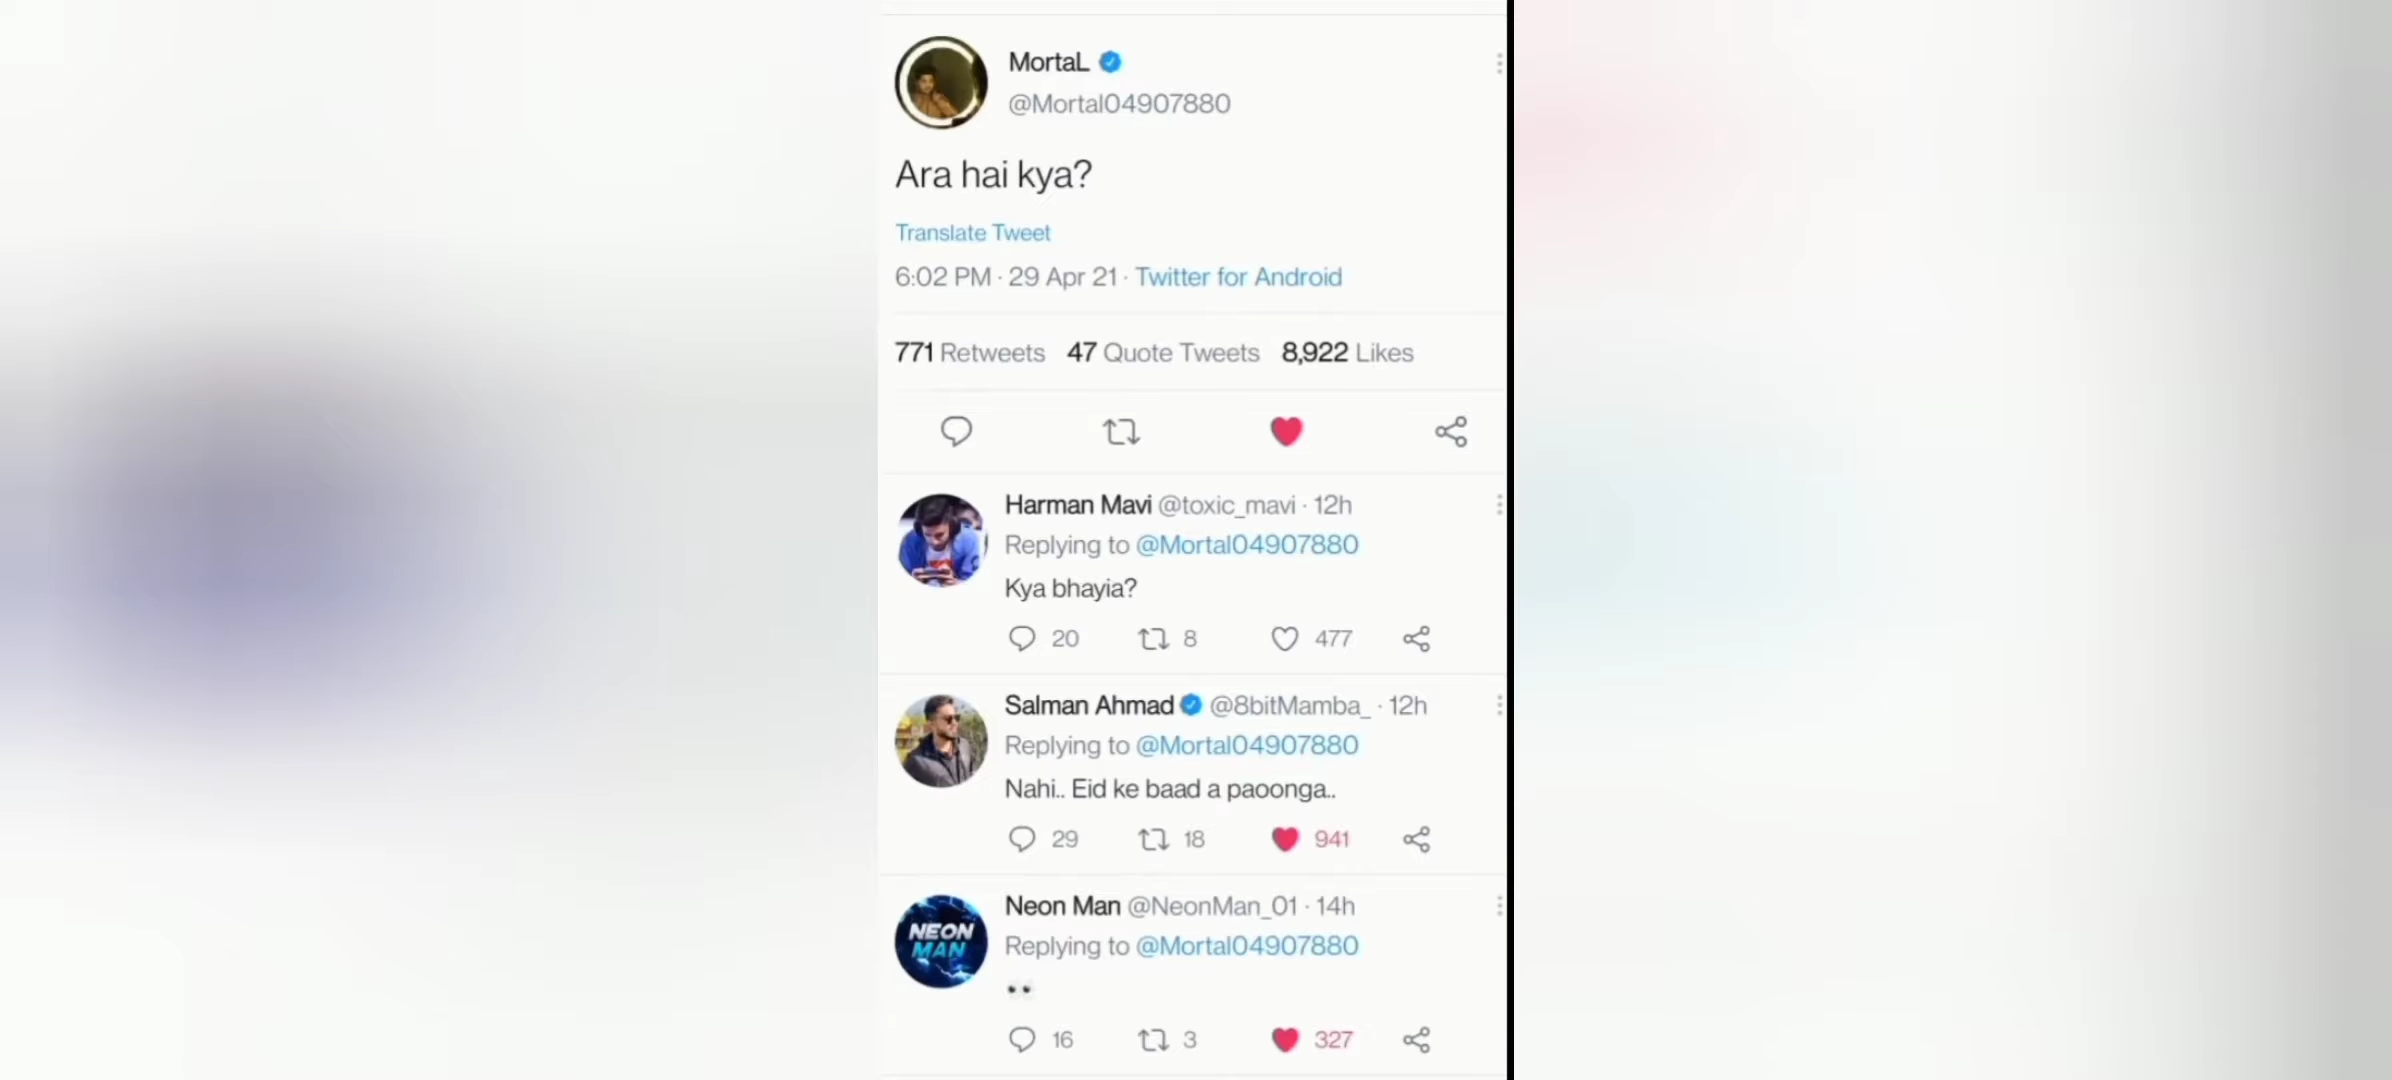 MortaL
@Mortal04907880
Ara hai kya?
Translate Tweet
6:02 PM · 29 Apr 21 · Twitter for Android
771 Retweets 47 Quote Tweets 8,922 Likes
Harman Mavi @toxic_mavi · 12h
Replying to @Mortal04907880
Kya bhayia?
20 8 477
Salman Ahmad @8bitMamba_ · 12h
Replying to @Mortal04907880
Nahi.. Eid ke baad a paoonga..
29 18 941
NEON
MAN
Neon Man @NeonMan_01 · 14h
Replying to @Mortal04907880
👀
16 3 327